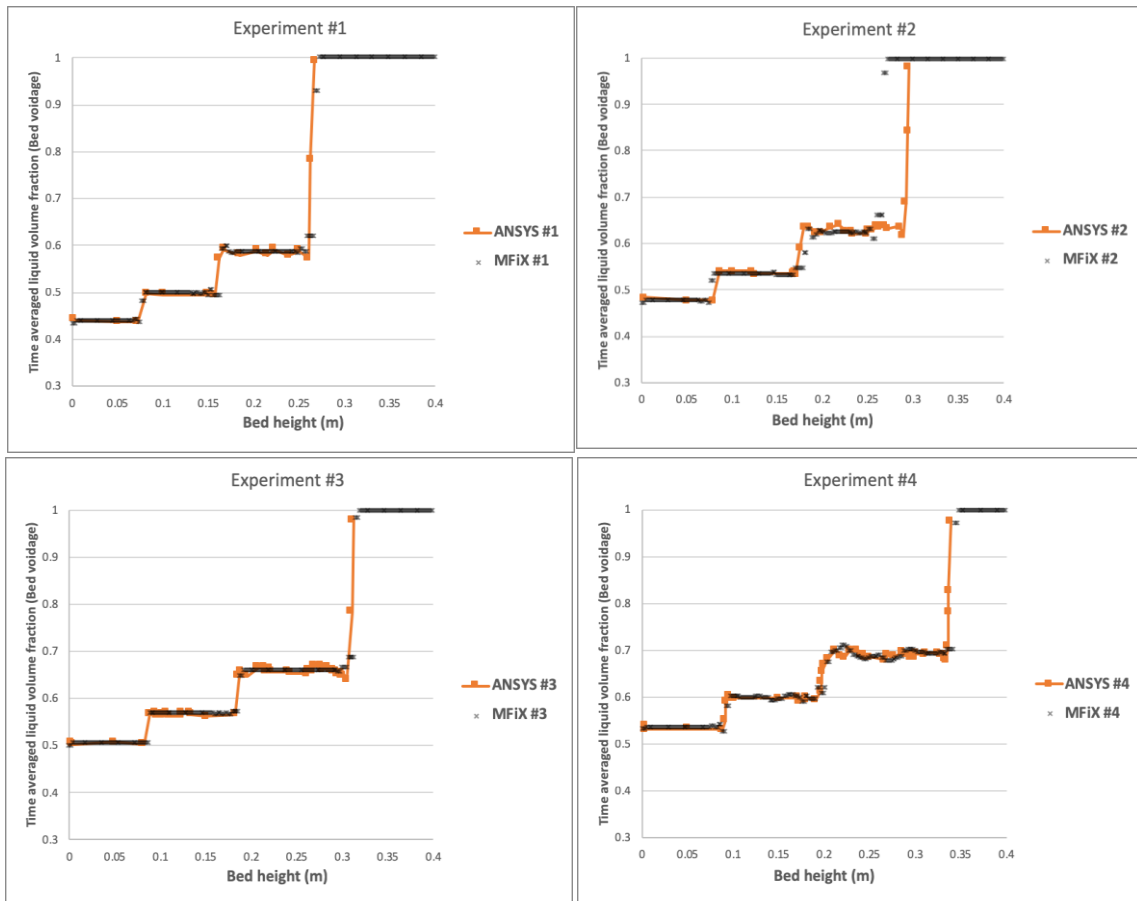 Experiment #1
Time averaged liquid volume fraction (Bed voidage)
1
0.9
0.8
0.7
0.6
0.5
0.4
0.3
0 0.05 0.1 0.15 0.2 0.25 0.3 0.35 0.4
Bed height (m)
ANSYS #1
MFiX #1
Experiment #2
Time averaged liquid volume fraction (Bed voidage)
1
0.9
0.8
0.7
0.6
0.5
0.4
0.3
0 0.05 0.1 0.15 0.2 0.25 0.3 0.35 0.4
Bed height (m)
ANSYS #2
MFiX #2
Experiment #3
Time averaged liquid volume fraction (Bed voidage)
1
0.9
0.8
0.7
0.6
0.5
0.4
0.3
0 0.05 0.1 0.15 0.2 0.25 0.3 0.35 0.4
Bed height (m)
ANSYS #3
MFiX #3
Experiment #4
Time averaged liquid volume fraction (Bed voidage)
1
0.9
0.8
0.7
0.6
0.5
0.4
0.3
0 0.05 0.1 0.15 0.2 0.25 0.3 0.35 0.4
Bed height (m)
ANSYS #4
MFiX #4